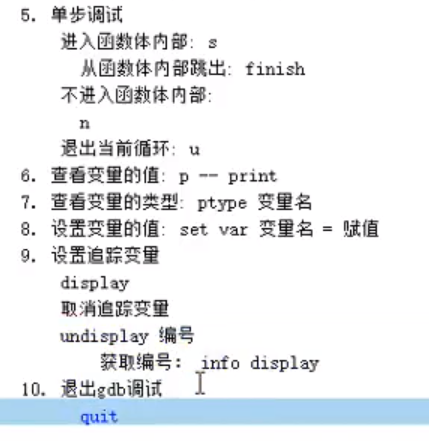 5. 单步调试
进入函数体内部: s
从函数体内部跳出: finish
不进入函数体内部:
n
退出当前循环: u
6. 查看变量的值: p -- print
7. 查看变量的类型: ptype 变量名
8. 设置变量的值: set var 变量名 = 赋值
9. 设置追踪变量
display
取消追踪变量
undisplay 编号
获取编号: info display
10. 退出gdb调试
quit